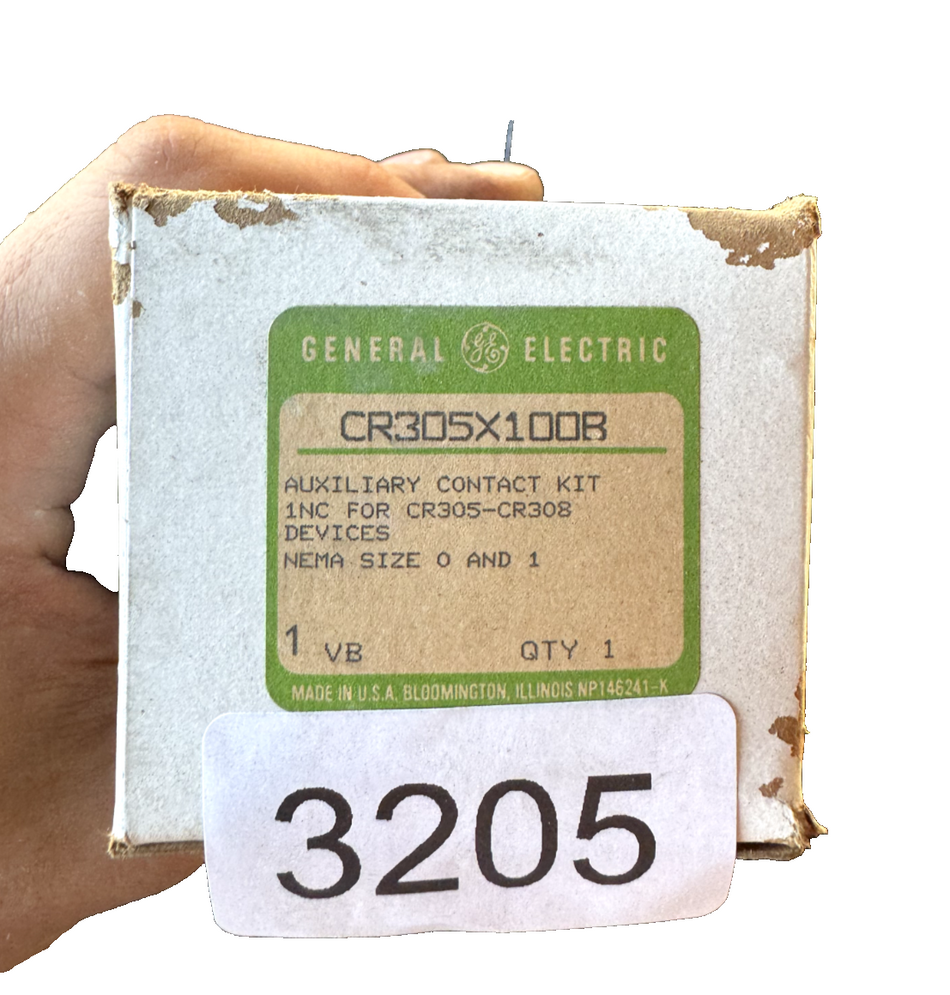 GENERAL GE ELECTRIC
CR305X100B
AUXILIARY CONTACT KIT
1NC FOR CR305-CR308
DEVICES
NEMA SIZE 0 AND 1
1 VB QTY 1
MADE IN U.S.A. BLOOMINGTON, ILLINOIS NP146241-K
3205